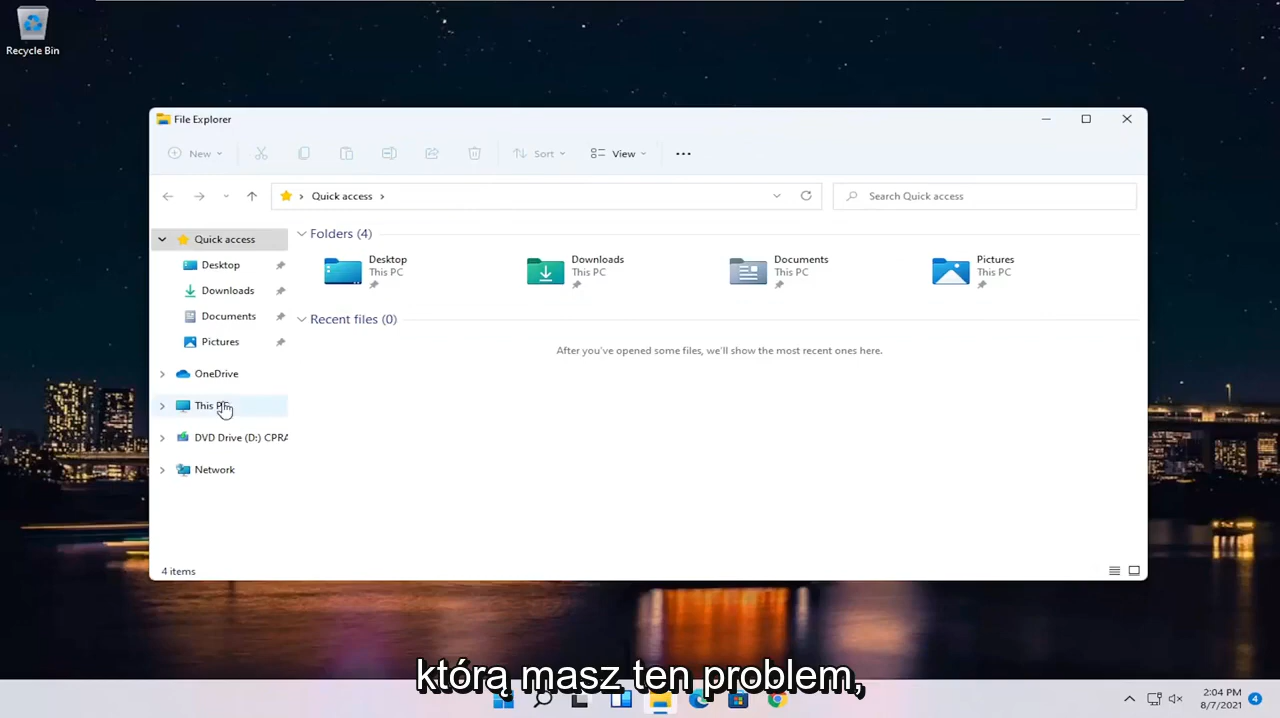 Recycle Bin
File Explorer
New
Sort
View
Quick access
Search Quick access
Quick access
Desktop
Downloads
Documents
Pictures
OneDrive
This PC
DVD Drive (D:) CPRA
Network
Folders (4)
Desktop
This PC
Downloads
This PC
Documents
This PC
Pictures
This PC
Recent files (0)
After you've opened some files, we'll show the most recent ones here.
4 items
którą masz ten problem,
2:04 PM
8/7/2021
4